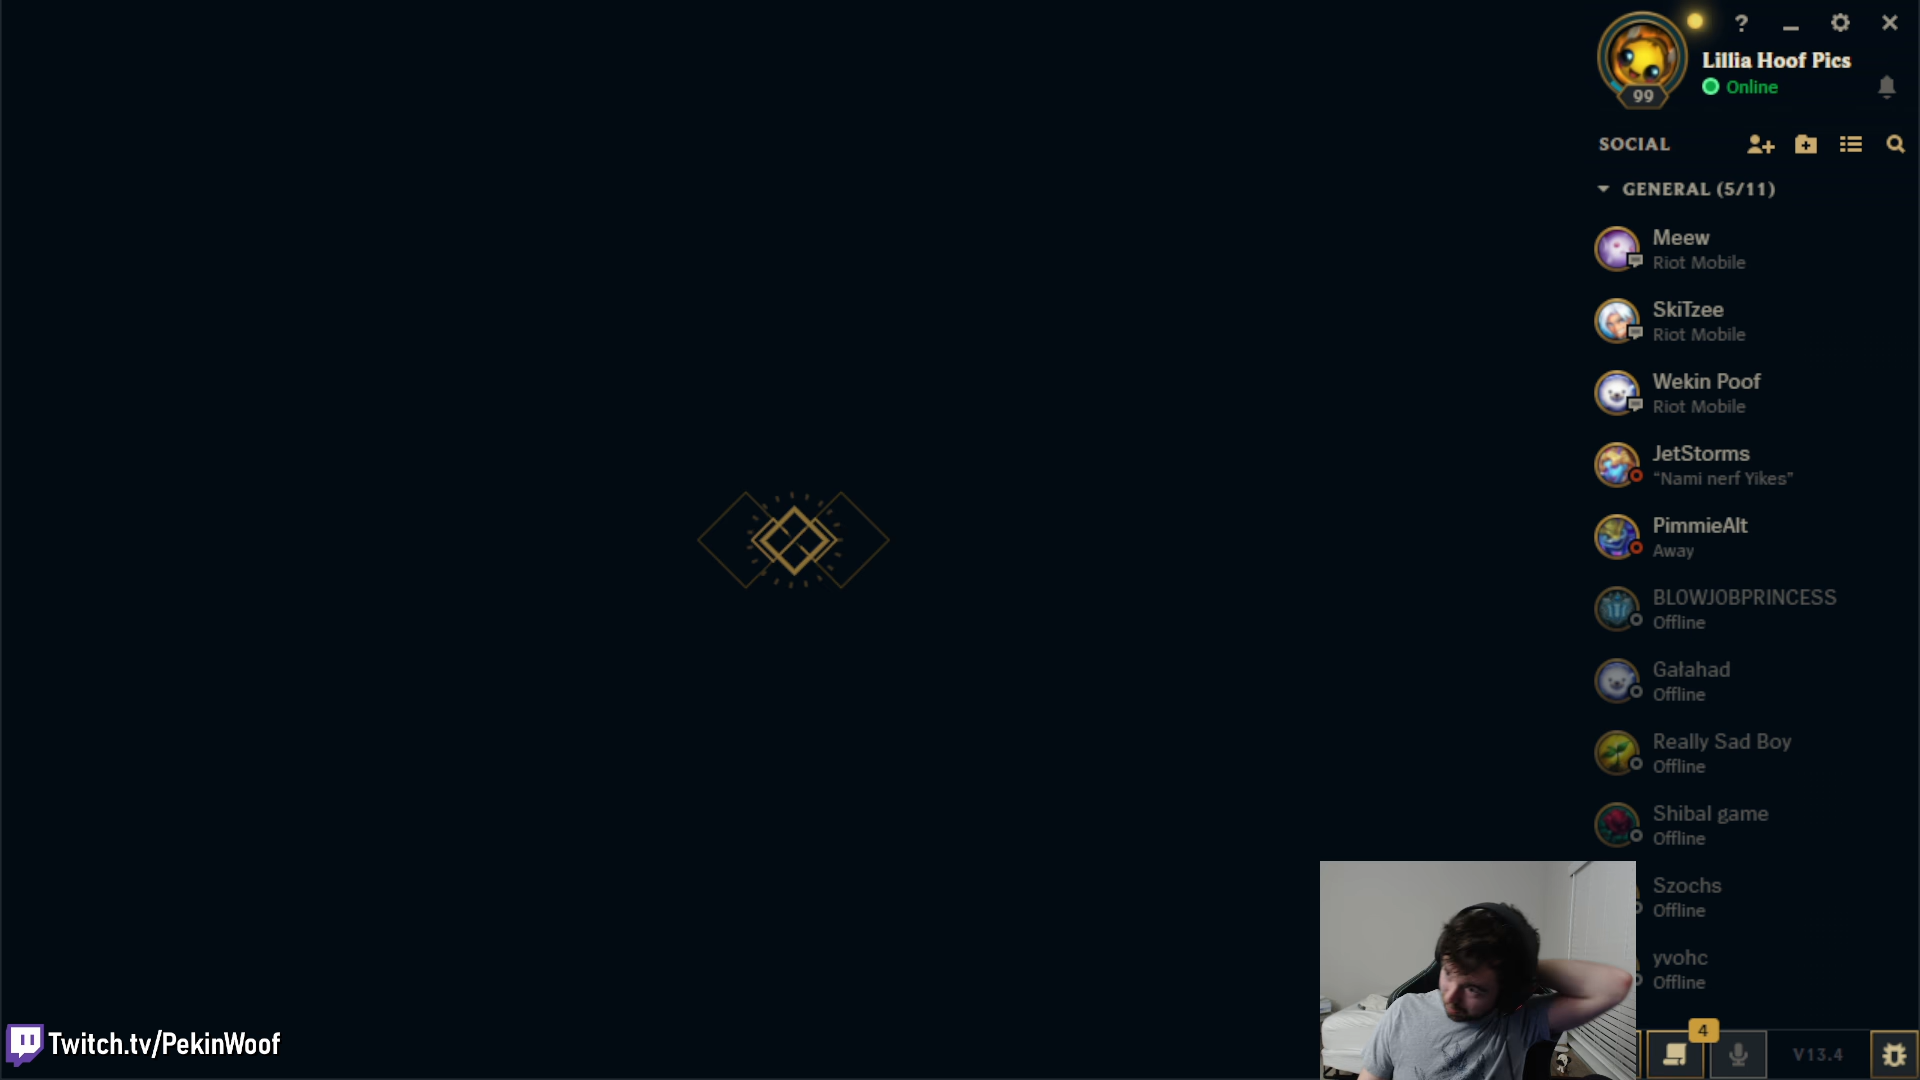 ?
Lillia Hoof Pics
99
Online
SOCIAL
GENERAL (5/11)
Meew
Riot Mobile
SkiTzee
Riot Mobile
Wekin Poof
Riot Mobile
JetStorms
“Nami nerf Yikes”
PimmieAlt
Away
BLOWJOBPRINCESS
Offline
Gałahad
Offline
Really Sad Boy
Offline
Shibal game
Offline
Szochs
Offline
yvohc
Offline
Twitch.tv/PekinWoof
4
V13.4